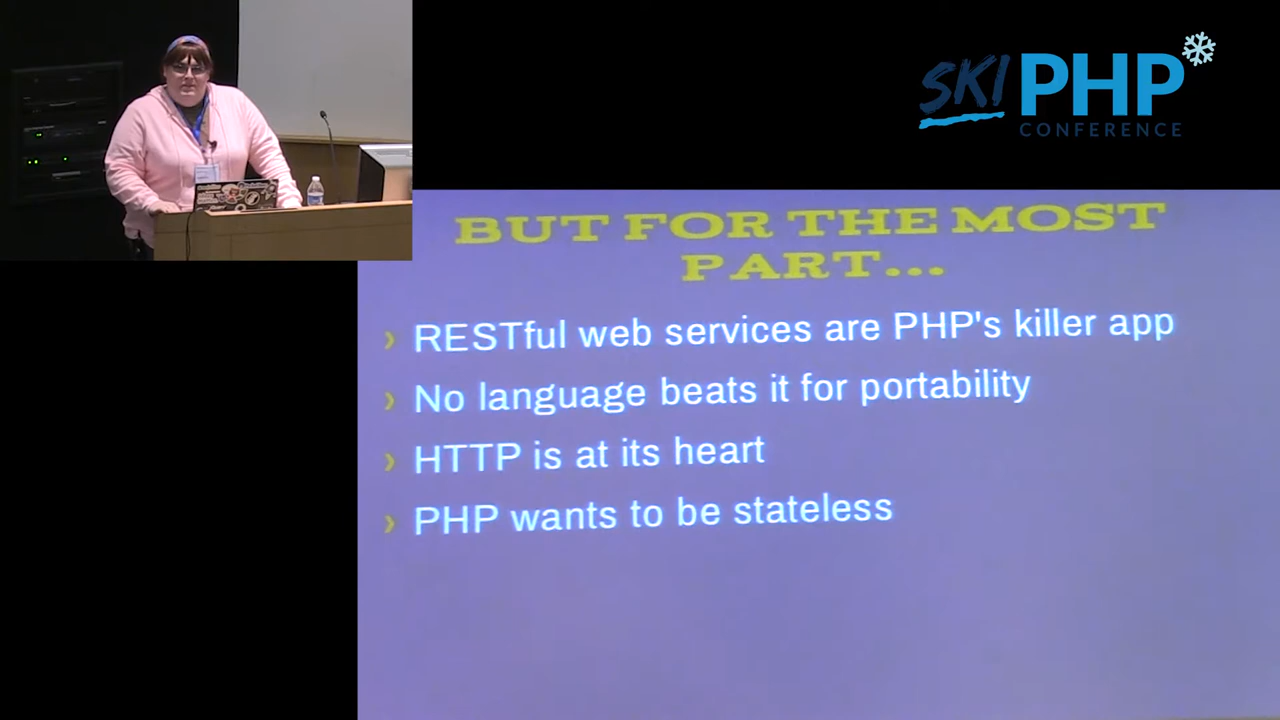 SKI PHP
CONFERENCE
BUT FOR THE MOST
PART...
› RESTful web services are PHP's killer app
› No language beats it for portability
› HTTP is at its heart
› PHP wants to be stateless